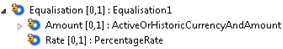 Equalisation [0,1] : Equalisation1
Amount [0,1] : ActiveOrHistoricCurrencyAndAmount
Rate [0,1] : PercentageRate